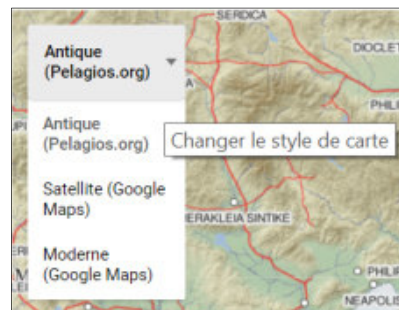 SERDICA
Antique
(Pelagios.org)
DIOCLET
PHILI
Antique
(Pelagios.org)
Changer le style de carte
Satellite (Google
Maps)
HERAKLEIA SINTIKE
Moderne
(Google Maps)
PHILIP
NEAPOLIS